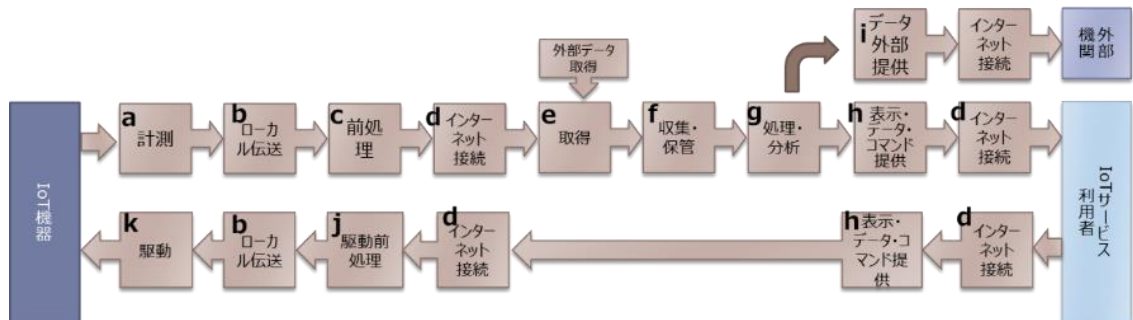 i
データ
外部
提供
インター
ネット
接続
外部
機関
外部データ
取得
IoT機器
a
計測
b
ローカ
ル伝送
c
前処
理
d
インター
ネット
接続
e
取得
f
収集・
保管
g
処理・
分析
h
表示・
データ・
コマンド
提供
d
インター
ネット
接続
IoTサービス
利用者
k
駆動
b
ローカ
ル伝送
j
駆動前
処理
d
インター
ネット
接続
h
表示・
データ・コ
マンド提
供
d
インター
ネット
接続